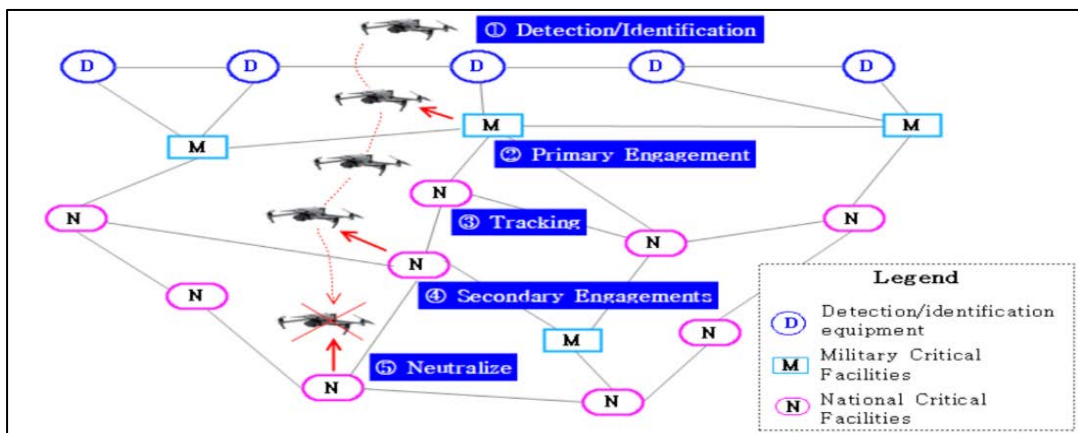 ① Detection/Identification
D D D D D
M M M
② Primary Engagement
N
③ Tracking
N N N
N
④ Secondary Engagements
N
M
N
⑤ Neutralize
N
N
Legend
D Detection/identification
equipment
M Military Critical
Facilities
N National Critical
Facilities